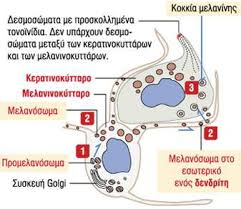 Δεσμοσώματα με προσκολλημένα
τονοϊνίδια. Δεν υπάρχουν δεσμο-
σώματα μεταξύ των κερατινοκυττάρων
και των μελανινοκυττάρων.
Κοκκία μελανίνης
Κερατινοκύτταρο
Μελανινοκύτταρο
Μελανόσωμα
3
2
2
1
Προμελανόσωμα
Συσκευή Golgi
Μελανόσωμα στο
εσωτερικό
ενός δενδρίτη